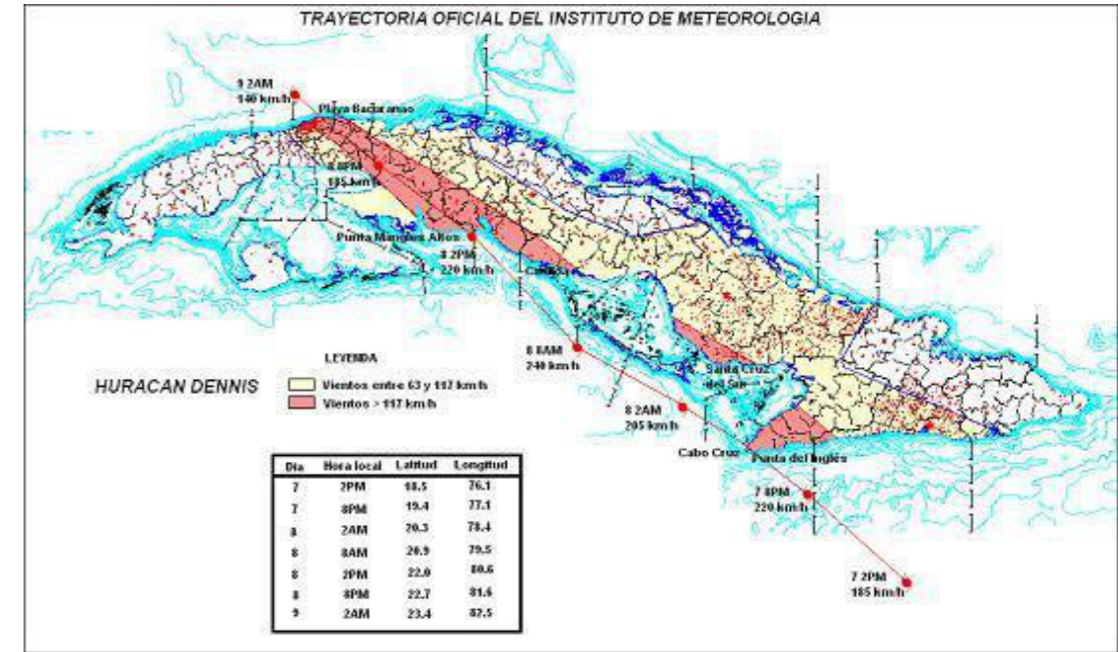 TRAYECTORIA OFICIAL DEL INSTITUTO DE METEOROLOGIA
9 2AM
140 km/h
Playa Bacuranao
8 8PM
185 km/h
Punta Mangles Altos
8 2PM
220 km/h
Casilda
8 8AM
240 km/h
LEYENDA
HURACAN DENNIS
Vientos entre 63 y 117 km/h
Vientos > 117 km/h
Santa Cruz
del Sur
8 2AM
205 km/h
Cabo Cruz
Punta del Inglés
7 8PM
220 km/h
7 2PM
185 km/h
Dia Hora local Latitud Longitud
7 2PM 18.5 76.1
7 8PM 19.4 77.1
8 2AM 20.3 78.4
8 8AM 20.9 79.5
8 2PM 22.0 80.6
8 8PM 22.7 81.6
9 2AM 23.4 82.5